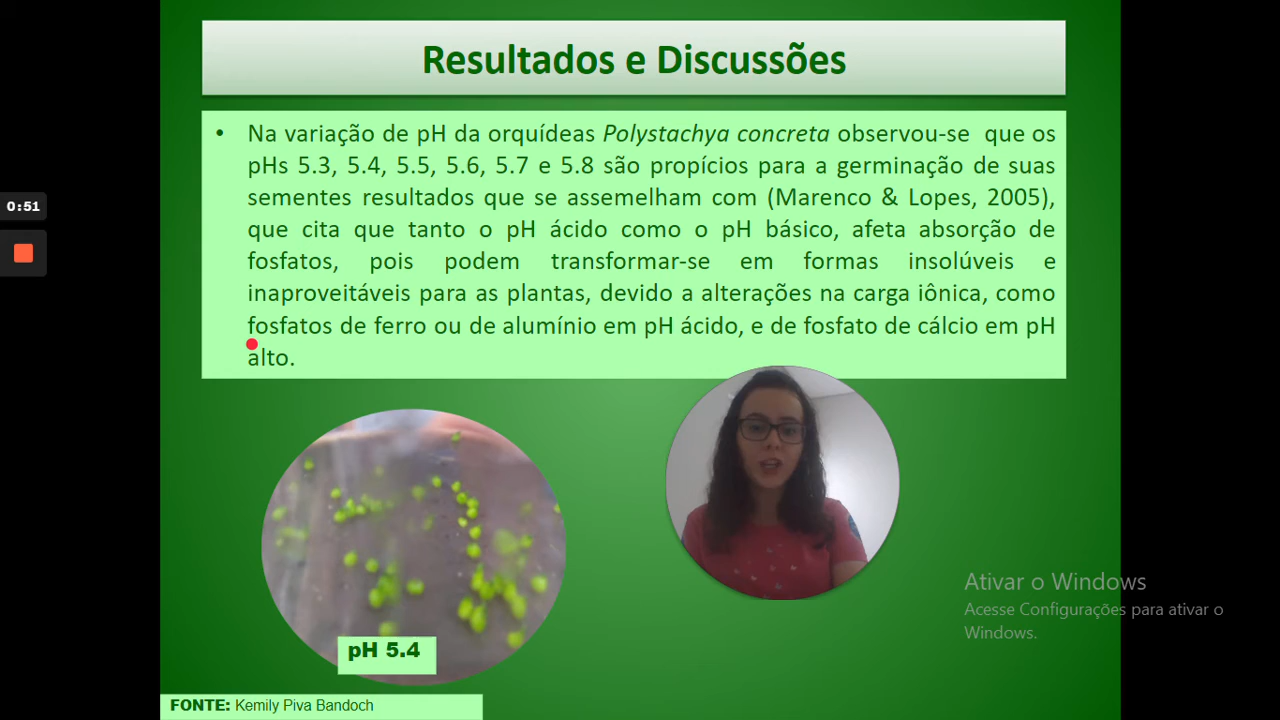 Resultados e Discussões
• Na variação de pH da orquídeas Polystachya concreta observou-se que os
pHs 5.3, 5.4, 5.5, 5.6, 5.7 e 5.8 são propícios para a germinação de suas
sementes resultados que se assemelham com (Marenco & Lopes, 2005),
que cita que tanto o pH ácido como o pH básico, afeta absorção de
fosfatos, pois podem transformar-se em formas insolúveis e
inaproveitáveis para as plantas, devido a alterações na carga iônica, como
fosfatos de ferro ou de alumínio em pH ácido, e de fosfato de cálcio em pH
alto.
0:51
pH 5.4
Ativar o Windows
Acesse Configurações para ativar o
Windows.
FONTE: Kemily Piva Bandoch